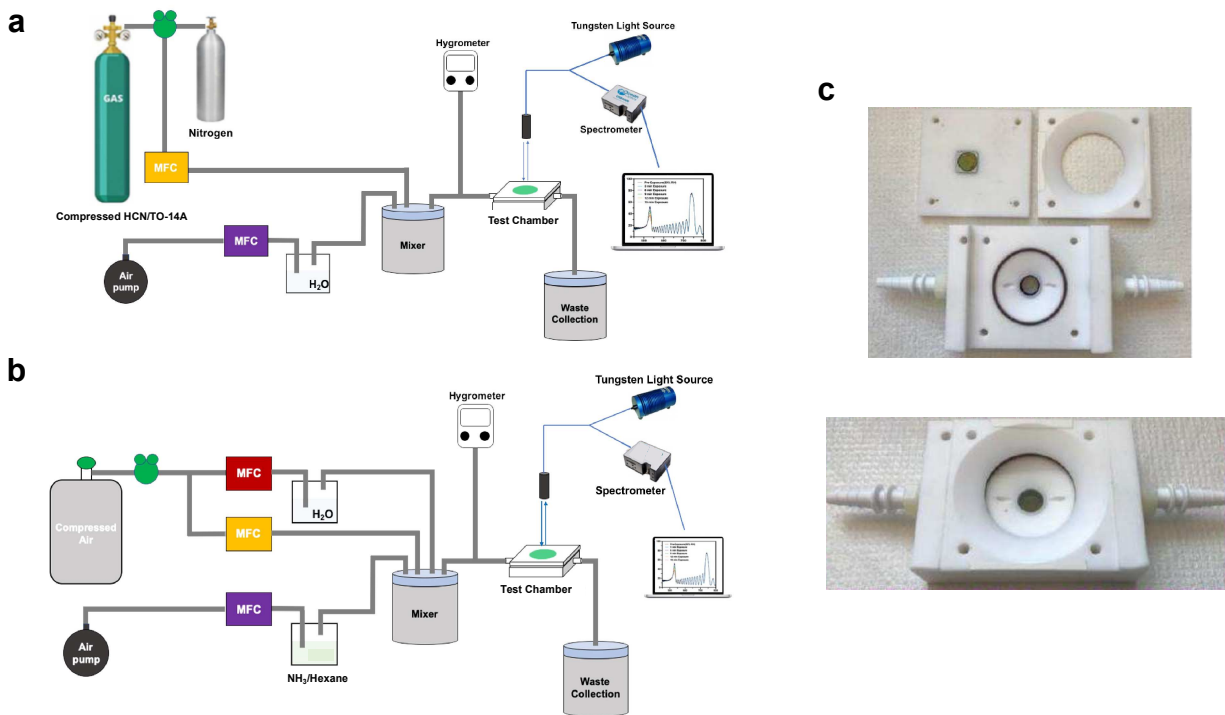 a
Tungsten Light Source
Hygrometer
GAS
Nitrogen
Spectrometer
MFC
Compressed HCN/TO-14A
Test Chamber
MFC
Mixer
Air
pump
H₂O
Waste
Collection
b
Tungsten Light Source
Hygrometer
MFC
Spectrometer
H₂O
Compressed
Air
MFC
Test Chamber
Mixer
MFC
Air
pump
NH₃/Hexane
Waste
Collection
c